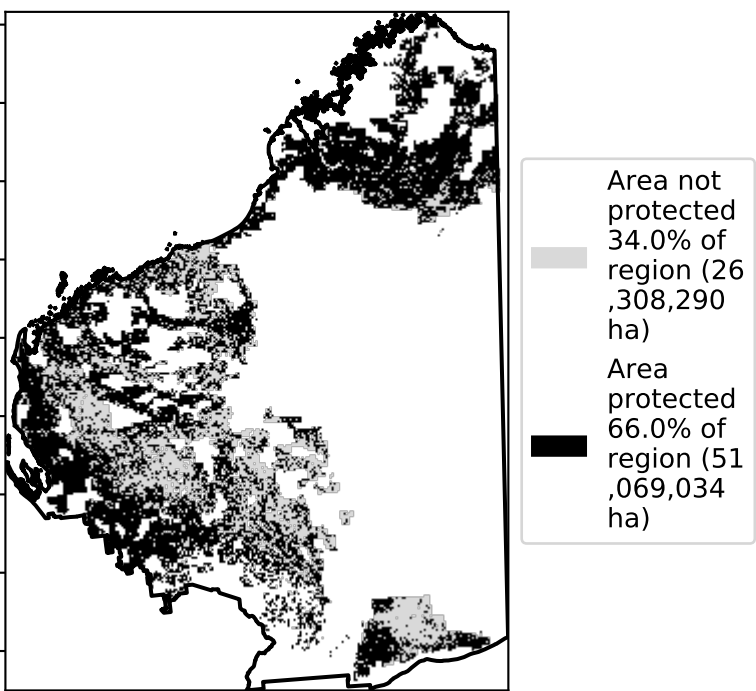 Area not
protected
34.0% of
region (26
,308,290
ha)
Area
protected
66.0% of
region (51
,069,034
ha)